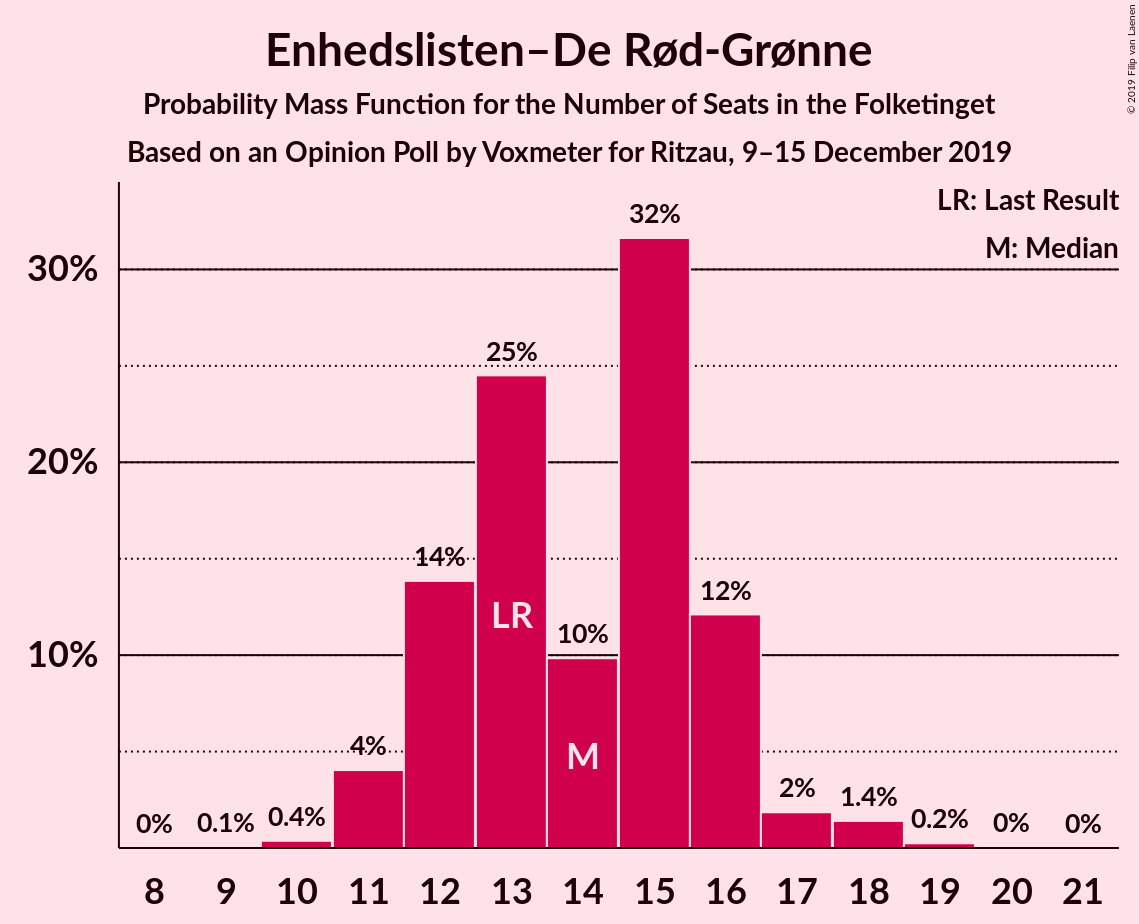 Enhedslisten–De Rød-Grønne
Probability Mass Function for the Number of Seats in the Folketinget
Based on an Opinion Poll by Voxmeter for Ritzau, 9–15 December 2019
© 2019 Filip van Laenen
LR: Last Result
M: Median
30%
20%
10%
0%
0.1%
0.4%
4%
14%
25%
10%
32%
12%
2%
1.4%
0.2%
0%
0%
LR
M
8 9 10 11 12 13 14 15 16 17 18 19 20 21